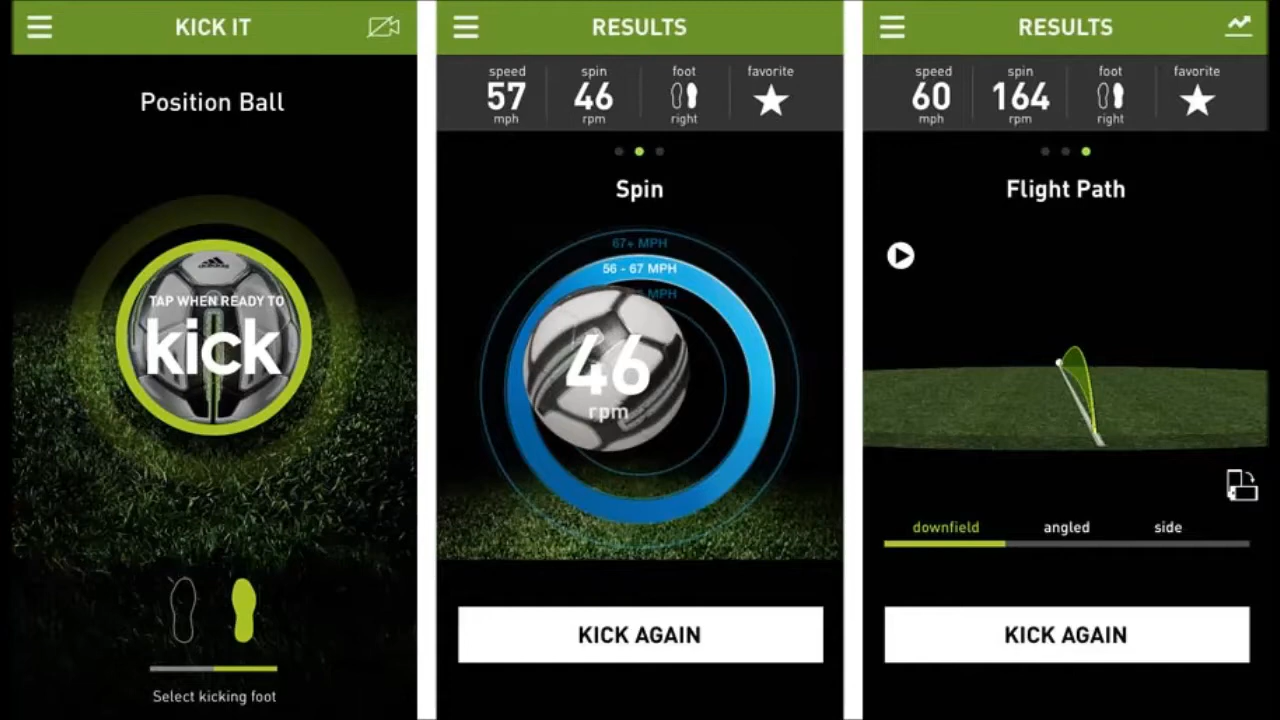 KICK IT
Position Ball
adidas
TAP WHEN READY TO
kick
Select kicking foot
RESULTS
speed spin foot favorite
57 46
mph rpm right
Spin
67+ MPH
56 - 67 MPH
MPH
46
rpm
KICK AGAIN
RESULTS
speed spin foot favorite
60 164
mph rpm right
Flight Path
downfield angled side
KICK AGAIN